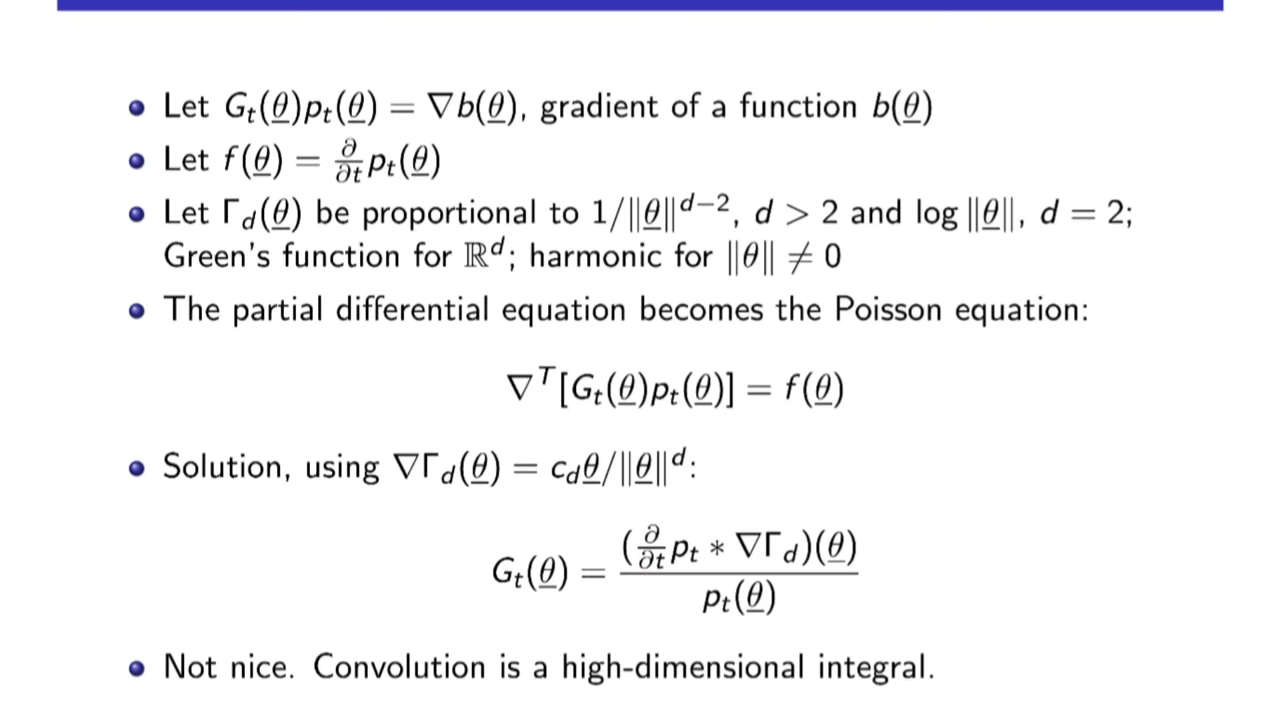 Let G_t(θ̲)p_t(θ̲) = ∇b(θ̲), gradient of a function b(θ̲)
Let f(θ̲) = ∂/∂t p_t(θ̲)
Let Γ_d(θ̲) be proportional to 1/‖θ̲‖^{d−2}, d > 2 and log ‖θ̲‖, d = 2;
Green's function for ℝ^d; harmonic for ‖θ‖ ≠ 0
The partial differential equation becomes the Poisson equation:
∇^T[G_t(θ̲)p_t(θ̲)] = f(θ̲)
Solution, using ∇Γ_d(θ̲) = c_dθ̲/‖θ̲‖^d:
G_t(θ̲) = (∂/∂t p_t * ∇Γ_d)(θ̲) / p_t(θ̲)
Not nice. Convolution is a high-dimensional integral.